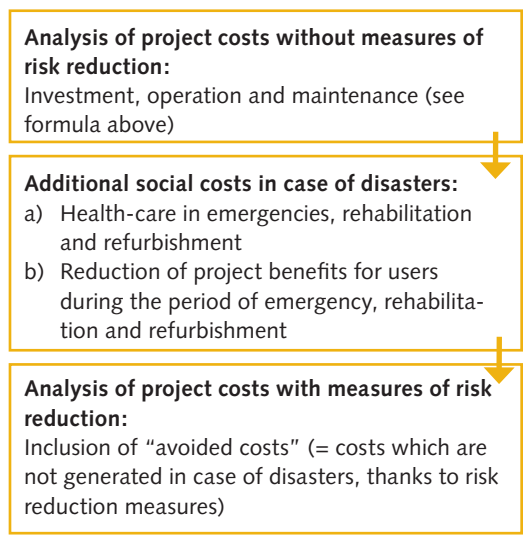 Analysis of project costs without measures of
risk reduction:
Investment, operation and maintenance (see
formula above)
Additional social costs in case of disasters:
a) Health-care in emergencies, rehabilitation
and refurbishment
b) Reduction of project benefits for users
during the period of emergency, rehabilita-
tion and refurbishment
Analysis of project costs with measures of risk
reduction:
Inclusion of “avoided costs” (= costs which are
not generated in case of disasters, thanks to risk
reduction measures)